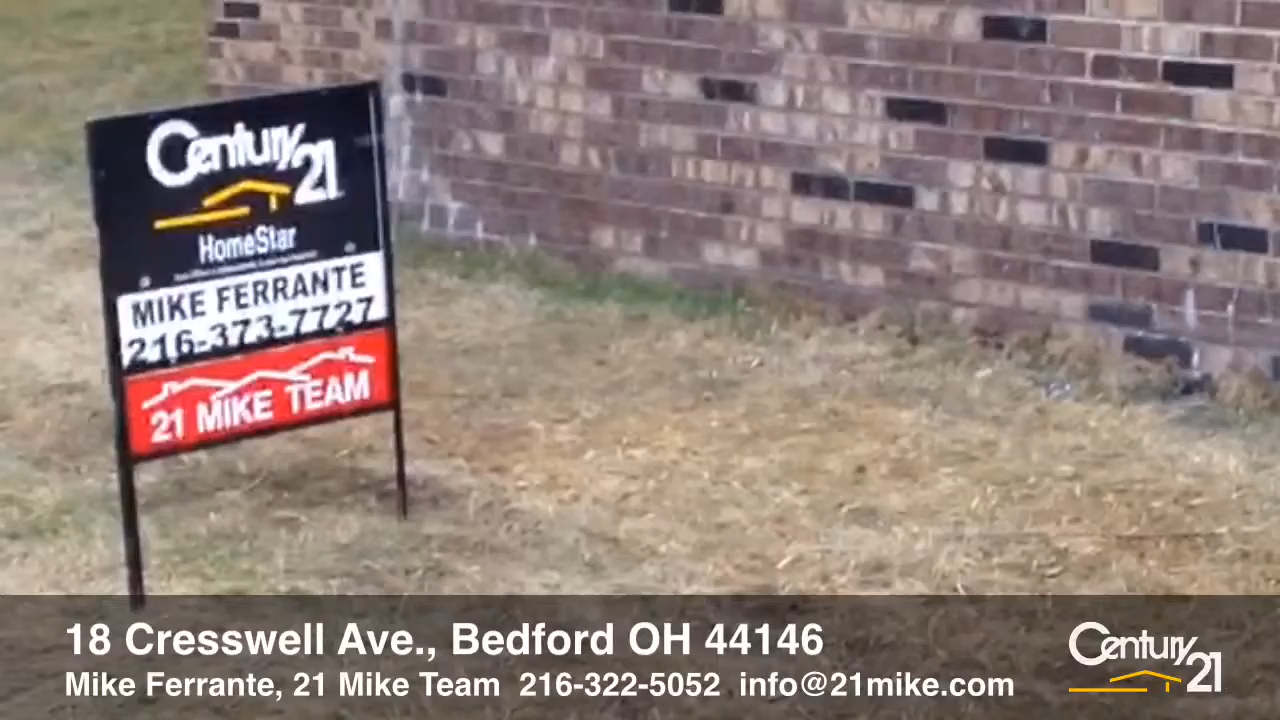 Century 21
HomeStar
MIKE FERRANTE
216-373-7727
21 MIKE TEAM
18 Cresswell Ave., Bedford OH 44146
Mike Ferrante, 21 Mike Team 216-322-5052 info@21mike.com
Century 21